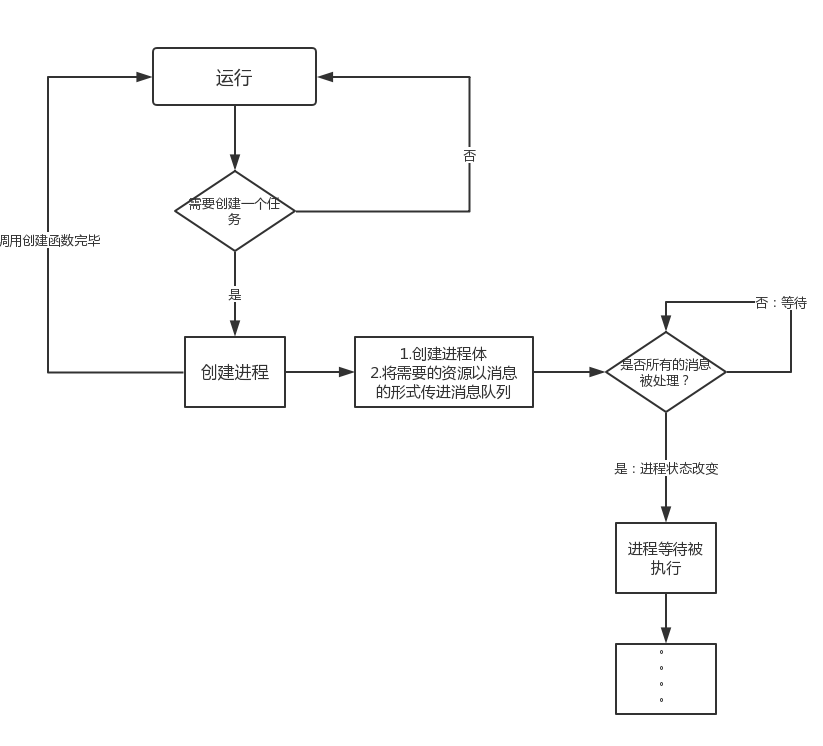 运行
否
需要创建一个任
务
调用创建函数完毕
是
否：等待
创建进程
1.创建进程体
2.将需要的资源以消息
的形式传进消息队列
是否所有的消息
被处理？
是：进程状态改变
进程等待被
执行
。
。
。
。